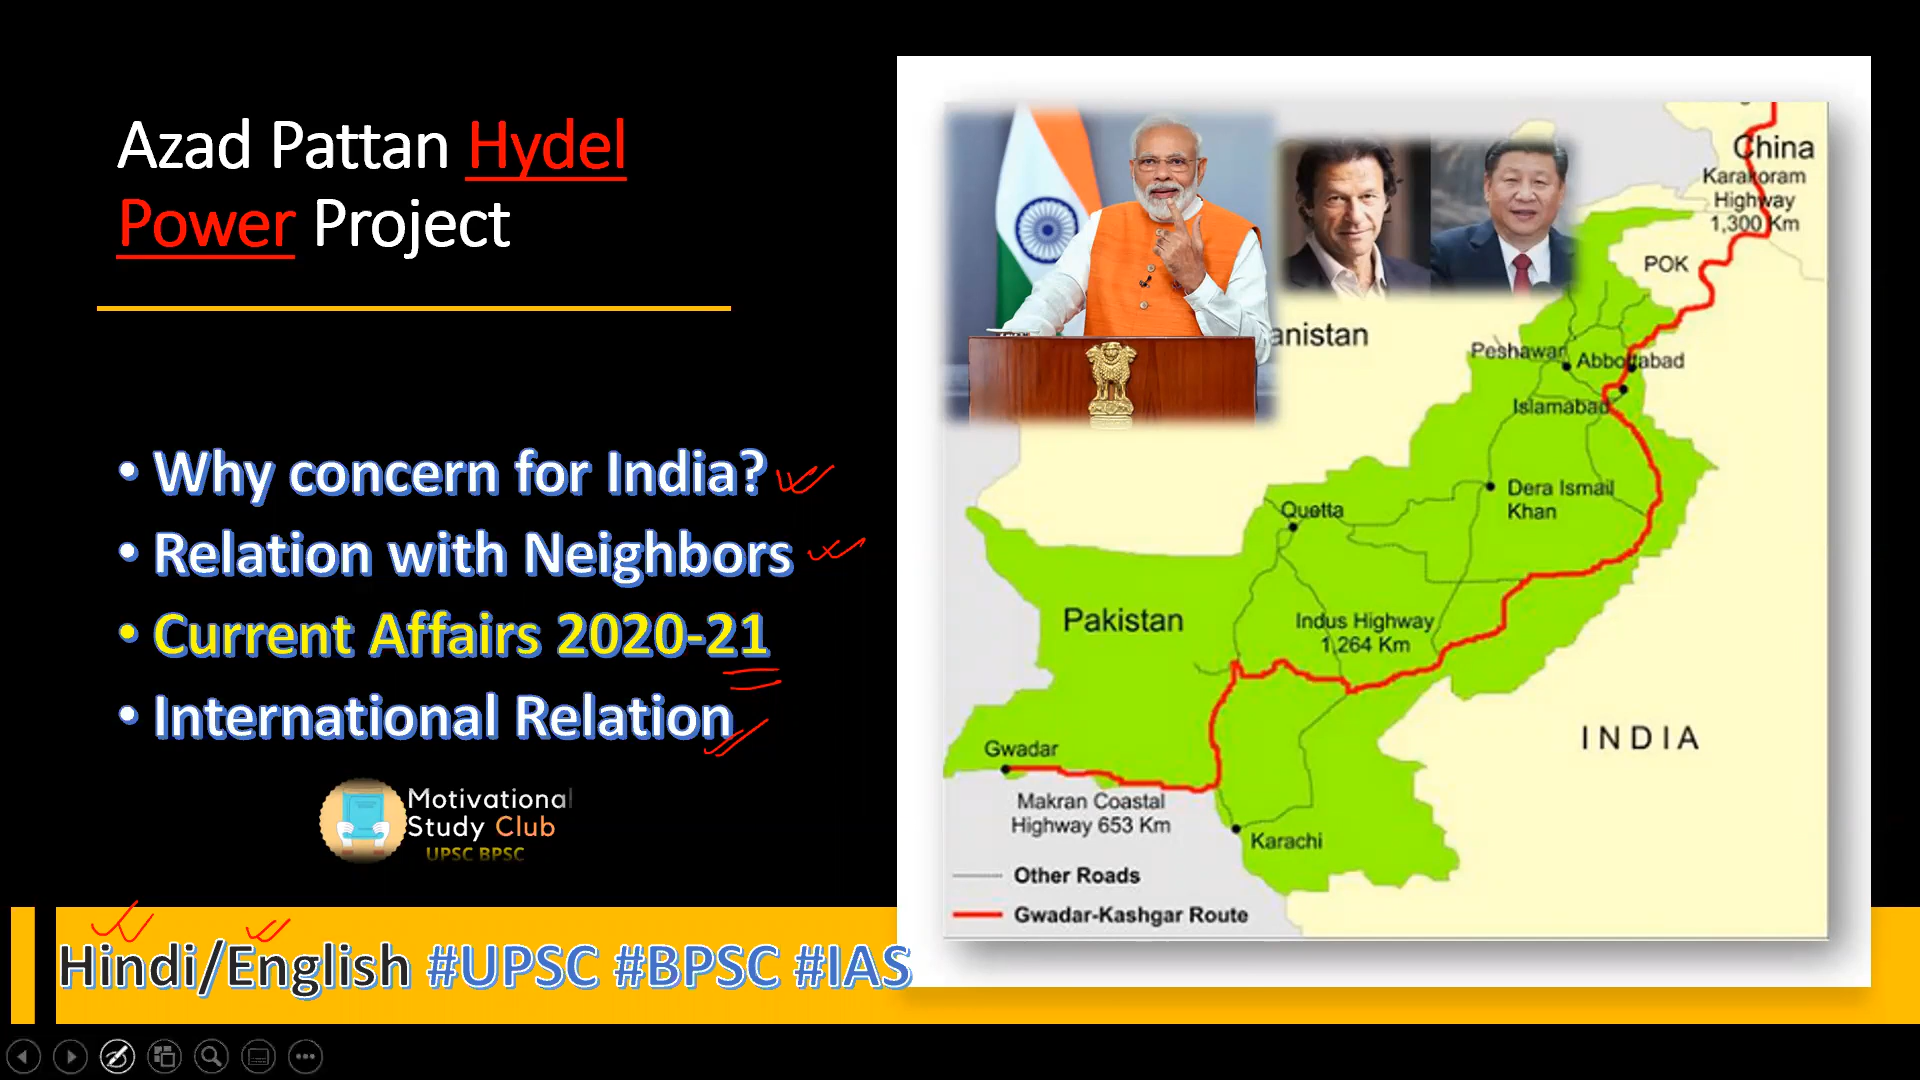 Azad Pattan Hydel
Power Project
• Why concern for India?
• Relation with Neighbors
• Current Affairs 2020-21
• International Relation
Motivational
Study Club
UPSC BPSC
Hindi/English #UPSC #BPSC #IAS
China
Karakoram
Highway
1,300 Km
POK
anistan
Peshawar
Abbottabad
Islamabad
Dera Ismail
Khan
Quetta
Pakistan
Indus Highway
1,264 Km
INDIA
Gwadar
Makran Coastal
Highway 653 Km
Karachi
Other Roads
Gwadar-Kashgar Route